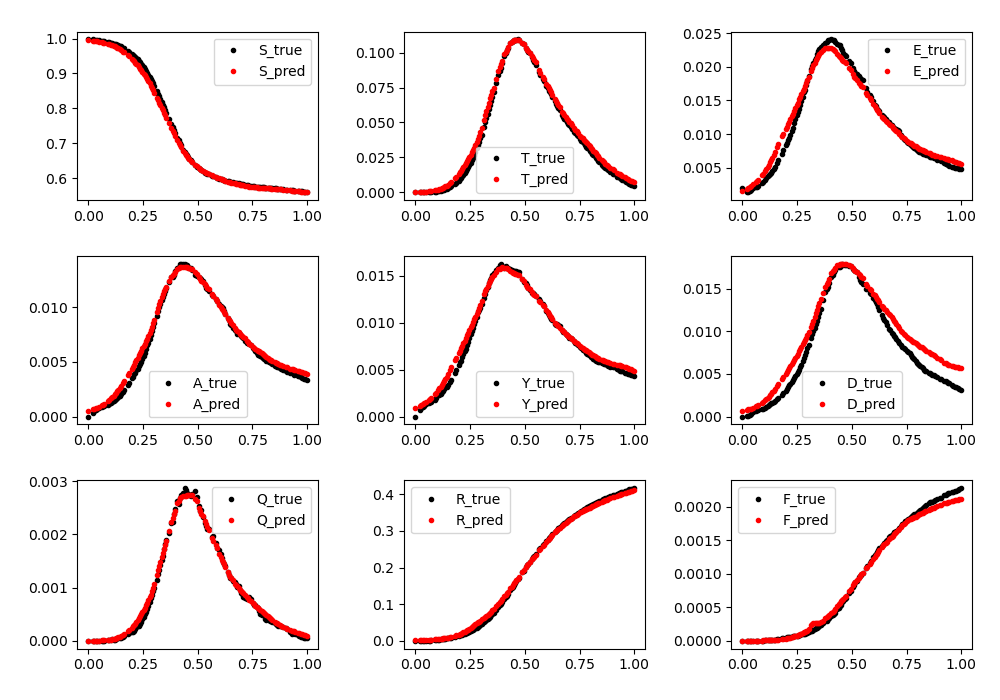 1.0
0.9
0.8
0.7
0.6
S_true
S_pred
0.00 0.25 0.50 0.75 1.00
0.100
0.075
0.050
0.025
0.000
T_true
T_pred
0.00 0.25 0.50 0.75 1.00
0.025
0.020
0.015
0.010
0.005
E_true
E_pred
0.00 0.25 0.50 0.75 1.00
0.010
0.005
0.000
A_true
A_pred
0.00 0.25 0.50 0.75 1.00
0.015
0.010
0.005
0.000
Y_true
Y_pred
0.00 0.25 0.50 0.75 1.00
0.015
0.010
0.005
0.000
D_true
D_pred
0.00 0.25 0.50 0.75 1.00
0.003
0.002
0.001
0.000
Q_true
Q_pred
0.00 0.25 0.50 0.75 1.00
0.4
0.3
0.2
0.1
0.0
R_true
R_pred
0.00 0.25 0.50 0.75 1.00
0.0020
0.0015
0.0010
0.0005
0.0000
F_true
F_pred
0.00 0.25 0.50 0.75 1.00